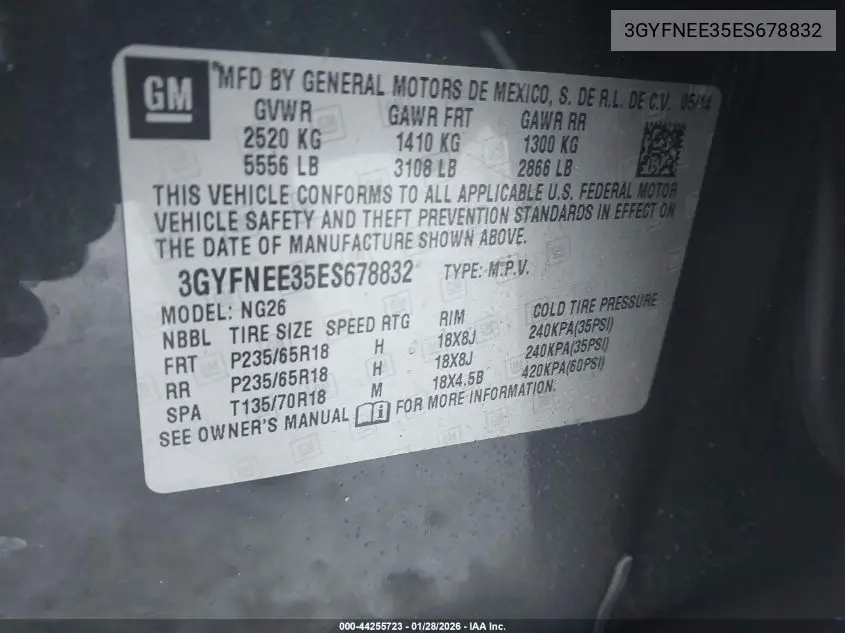 3GYFNEE35ES678832
GM
MFD BY GENERAL MOTORS DE MEXICO, S. DE R.L. DE C.V. 05/14
GVWR GAWR FRT GAWR RR
2520 KG 1410 KG 1300 KG
5556 LB 3108 LB 2866 LB
THIS VEHICLE CONFORMS TO ALL APPLICABLE U.S. FEDERAL MOTOR
VEHICLE SAFETY AND THEFT PREVENTION STANDARDS IN EFFECT ON
THE DATE OF MANUFACTURE SHOWN ABOVE.
3GYFNEE35ES678832 TYPE: M.P.V.
MODEL: NG26
NBBL TIRE SIZE SPEED RTG RIM COLD TIRE PRESSURE
FRT P235/65R18 H 18X8J 240KPA(35PSI)
RR P235/65R18 H 18X8J 240KPA(35PSI)
SPA T135/70R18 M 18X4.5B 420KPA(60PSI)
SEE OWNER'S MANUAL FOR MORE INFORMATION.
000-44255723 - 01/28/2026 - IAA Inc.